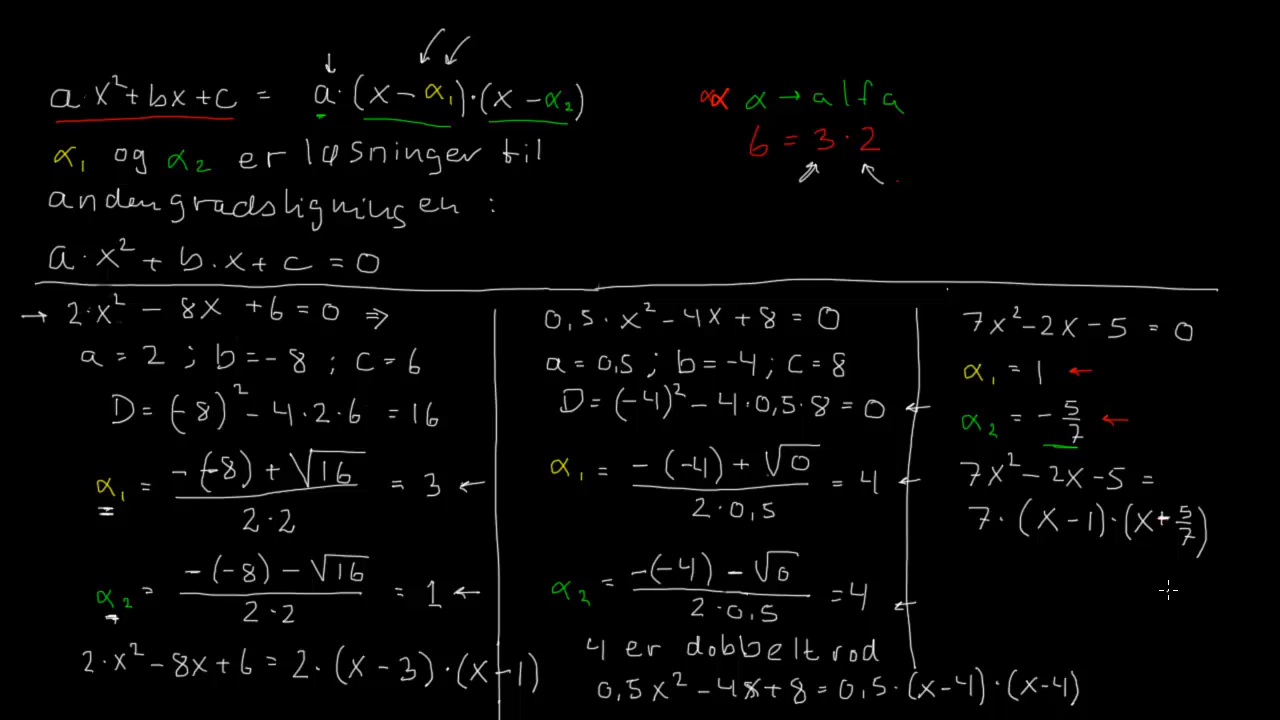 a·x²+bx+c = a·(x-α₁)·(x-α₂)
α₁ og α₂ er løsninger til
andengradsligningen:
a·x²+b·x+c=0
α α → alfa
6=3·2
→ 2·x² - 8x + 6 = 0 ⇒
a=2 ; b=-8 ; c=6
D=(-8)² - 4·2·6 = 16
α₁ = (-(-8)+√16)/(2·2) = 3 ←
α₂ = (-(-8)-√16)/(2·2) = 1 ←
2·x²-8x+6 = 2·(x-3)·(x-1)
0,5·x²-4x+8=0
a=0,5 ; b=-4 ; c=8
D=(-4)²-4·0,5·8=0 ←
α₁ = (-(-4)+√0)/(2·0,5) = 4 ←
α₂ = (-(-4)-√0)/(2·0,5) = 4 ←
4 er dobbeltrod
0,5x²-4x+8=0,5·(x-4)·(x-4)
7x²-2x-5=0
α₁ = 1 ←
α₂ = -5/7 ←
7x²-2x-5=
7·(x-1)·(x+5/7)